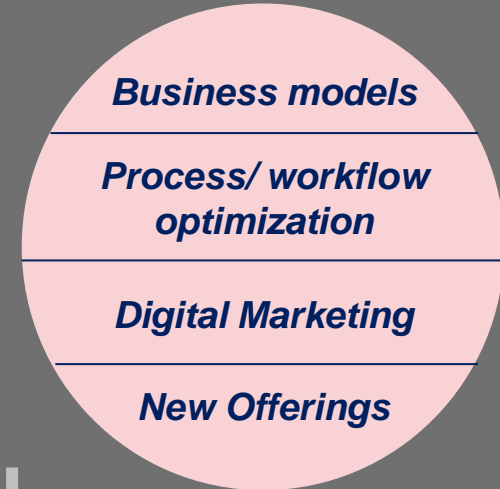 Business models
Process/ workflow
optimization
Digital Marketing
New Offerings